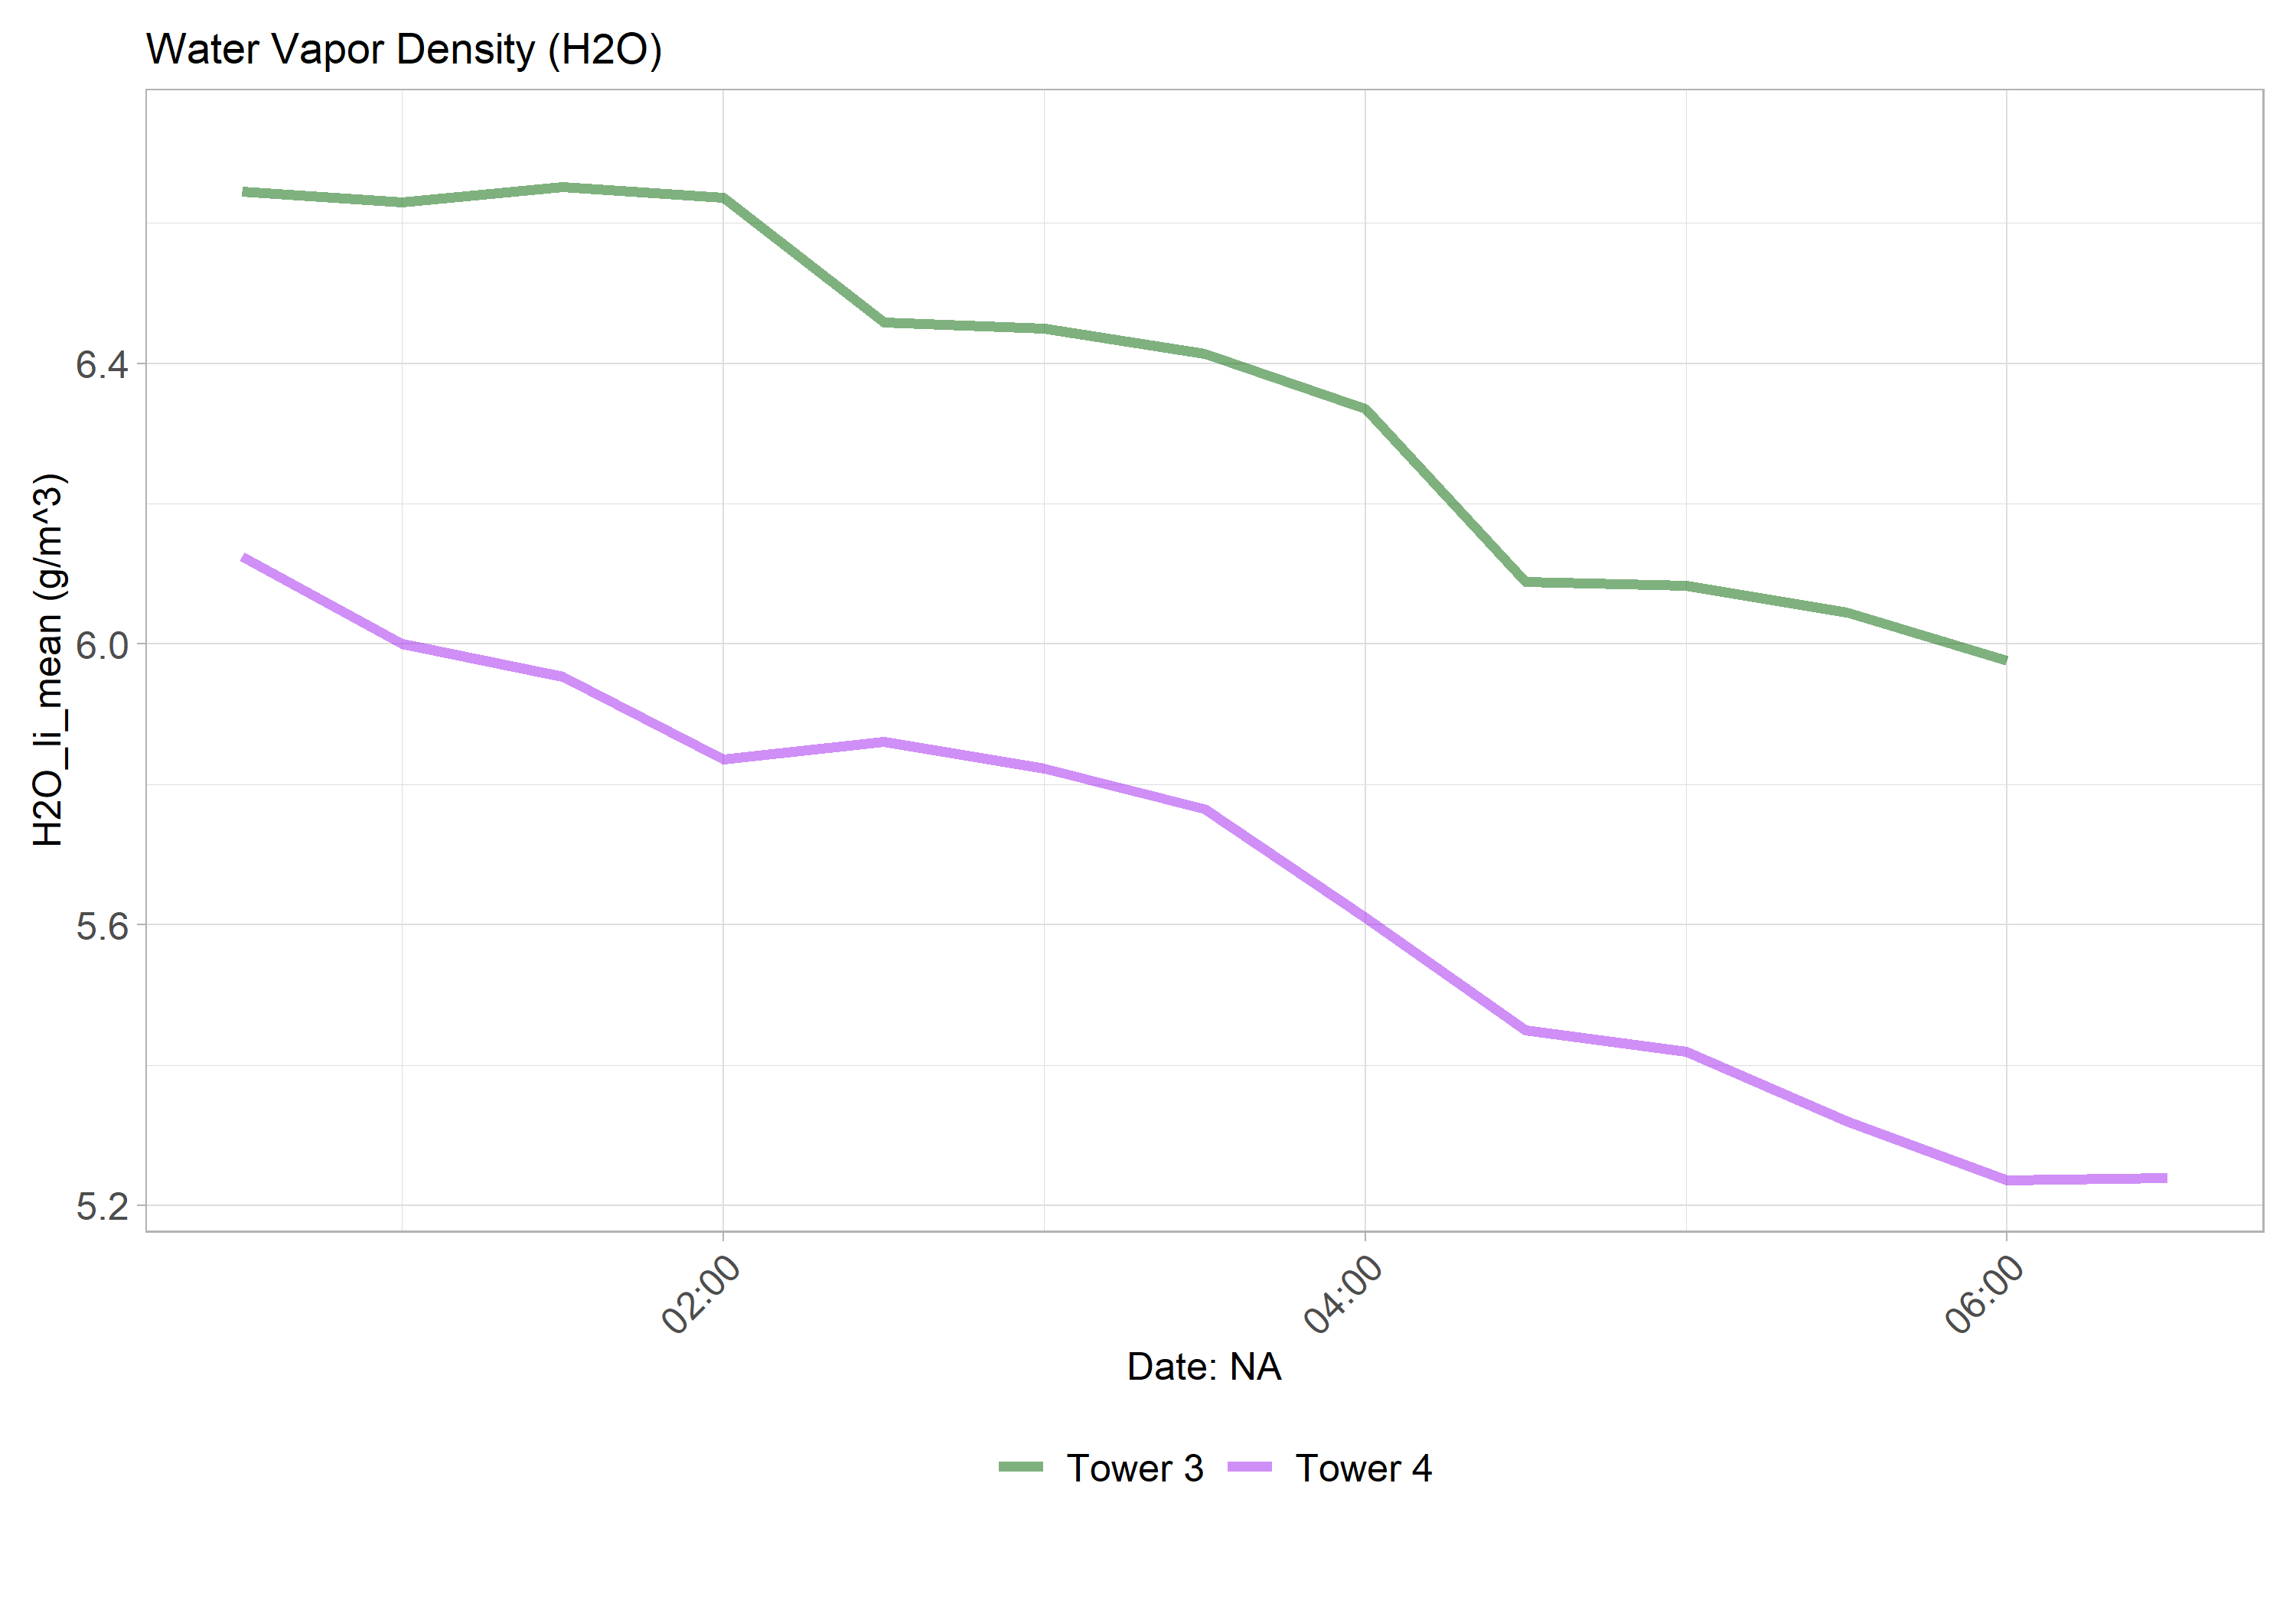 Water Vapor Density (H2O)
H2O_li_mean (g/m^3)
6.4
6.0
5.6
5.2
02:00
04:00
06:00
Date: NA
Tower 3
Tower 4